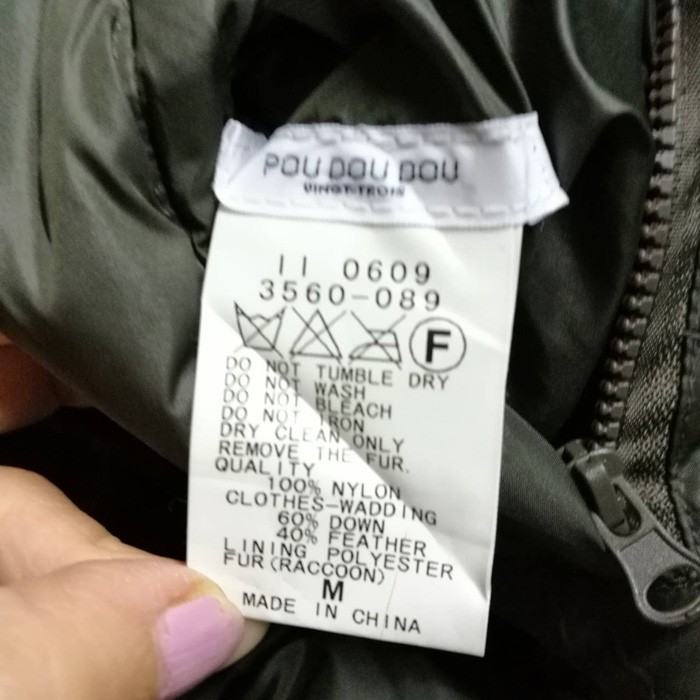 POU DOU DOU
VINGT-TROIS
11 0609
3560-089
F
DO NOT TUMBLE DRY
DO NOT WASH
DO NOT BLEACH
DO NOT IRON
DRY CLEAN ONLY
REMOVE THE FUR.
QUALITY
100% NYLON
CLOTHES-WADDING
60% DOWN
40% FEATHER
LINING POLYESTER
FUR(RACCOON)
M
MADE IN CHINA